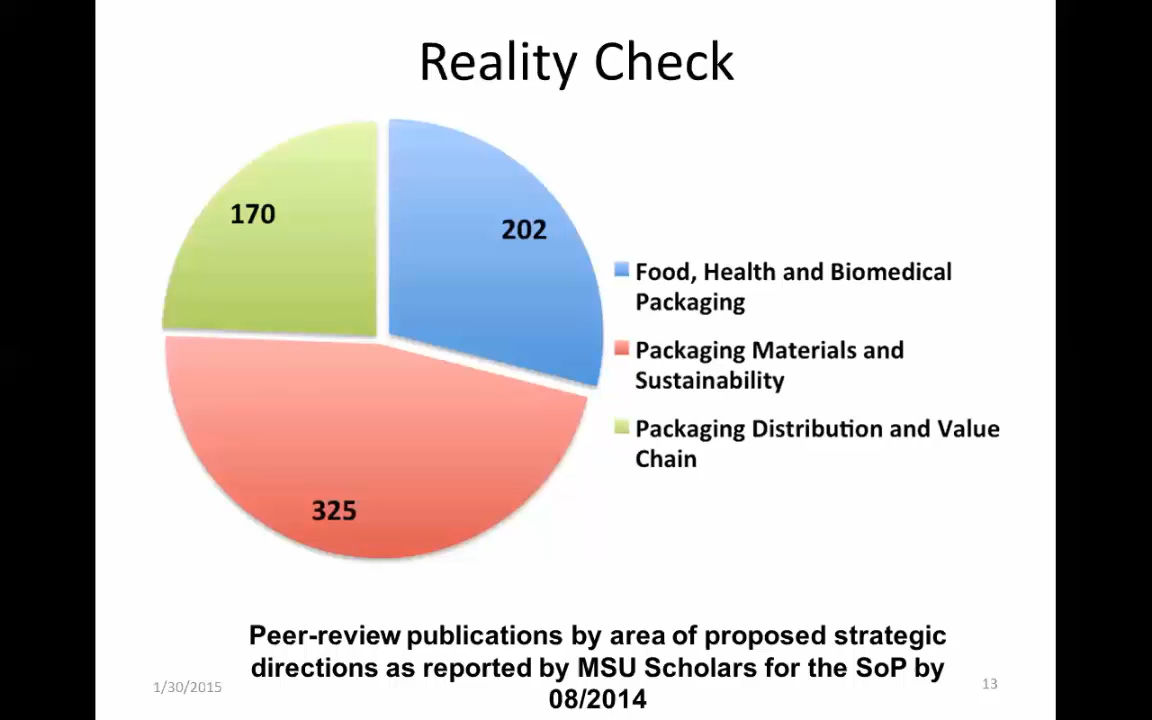 Reality Check
170
202
325
Food, Health and Biomedical
Packaging
Packaging Materials and
Sustainability
Packaging Distribution and Value
Chain
Peer-review publications by area of proposed strategic
directions as reported by MSU Scholars for the SoP by
08/2014
1/30/2015
13